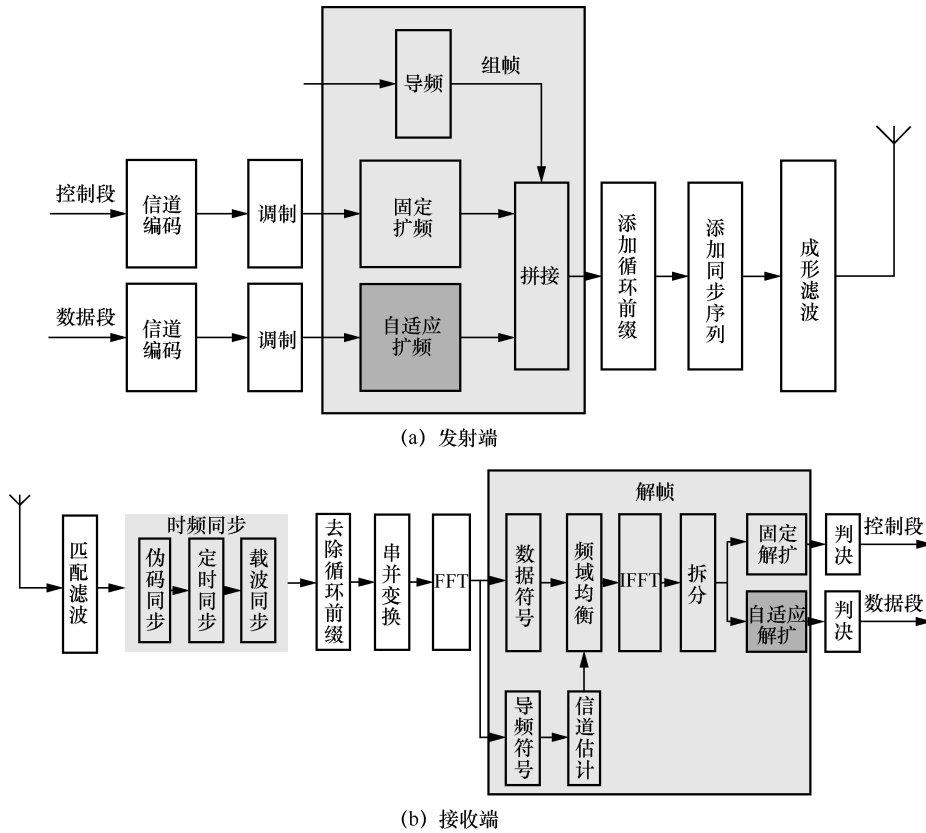 导频
组帧
控制段
信道
编码
调制
固定
扩频
拼接
添加循环前缀
添加同步序列
成形滤波
数据段
信道
编码
调制
自适应
扩频
(a) 发射端
解帧
匹配滤波
时频同步
伪码同步
定时同步
载波同步
去除循环前缀
串并变换
FFT
数据符号
频域均衡
IFFT
拆分
固定
解扩
判决
控制段
自适应
解扩
判决
数据段
导频符号
信道估计
(b) 接收端